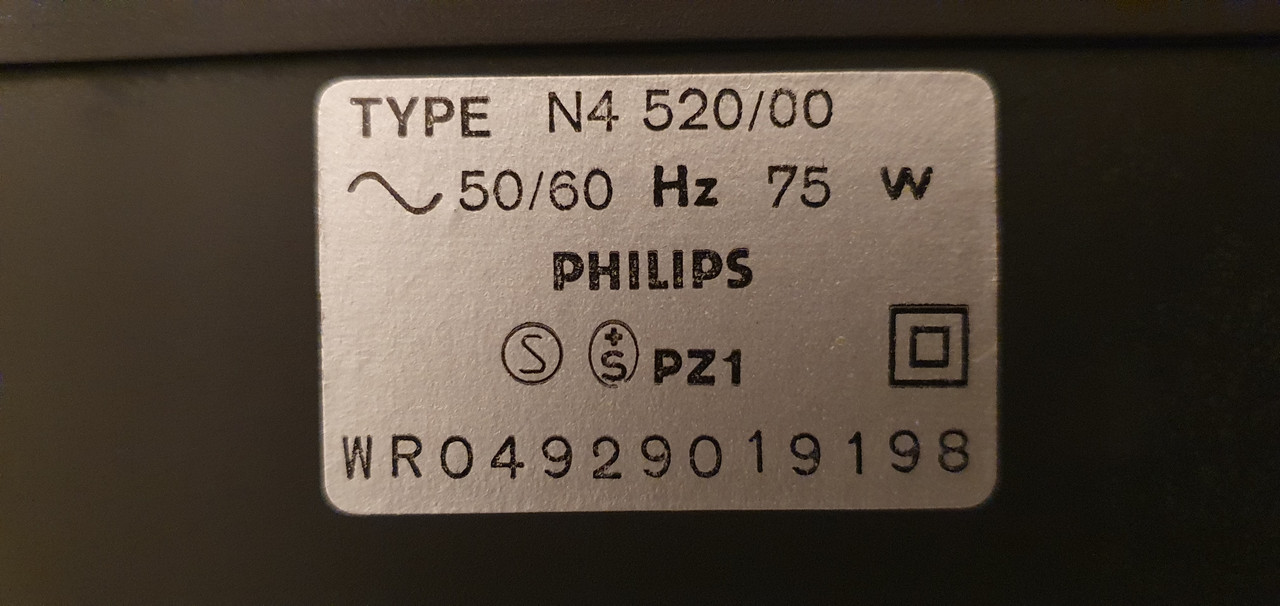 TYPE N4 520/00
~ 50/60 Hz 75 W
PHILIPS
S +S PZ1
WR04929019198